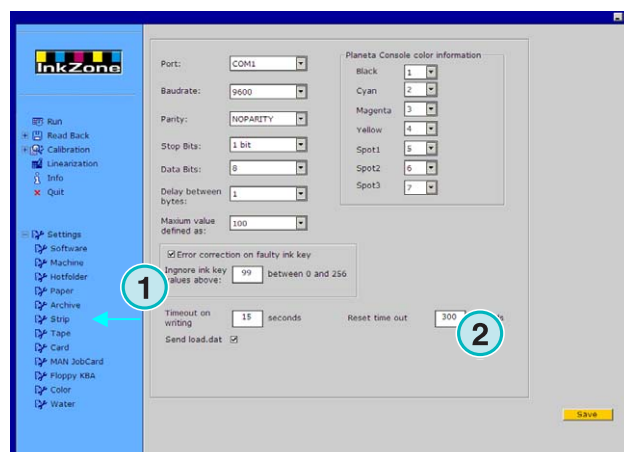 InkZone
Run
Read Back
Calibration
Linearization
Info
Quit
Settings
Software
Machine
Hotfolder
Paper
Archive
Strip
Tape
Card
MAN JobCard
Floppy KBA
Color
Water
1
Port: COM1
Baudrate: 9600
Parity: NOPARITY
Stop Bits: 1 bit
Data Bits: 8
Delay between
bytes: 1
Maxium value
defined as: 100
Planeta Console color information
Black 1
Cyan 2
Magenta 3
Yellow 4
Spot1 5
Spot2 6
Spot3 7
Error correction on faulty ink key
Ingnore ink key
values above: 99 between 0 and 256
Timeout on
writing 15 seconds
Reset time out 300
2
Send load.dat
Save